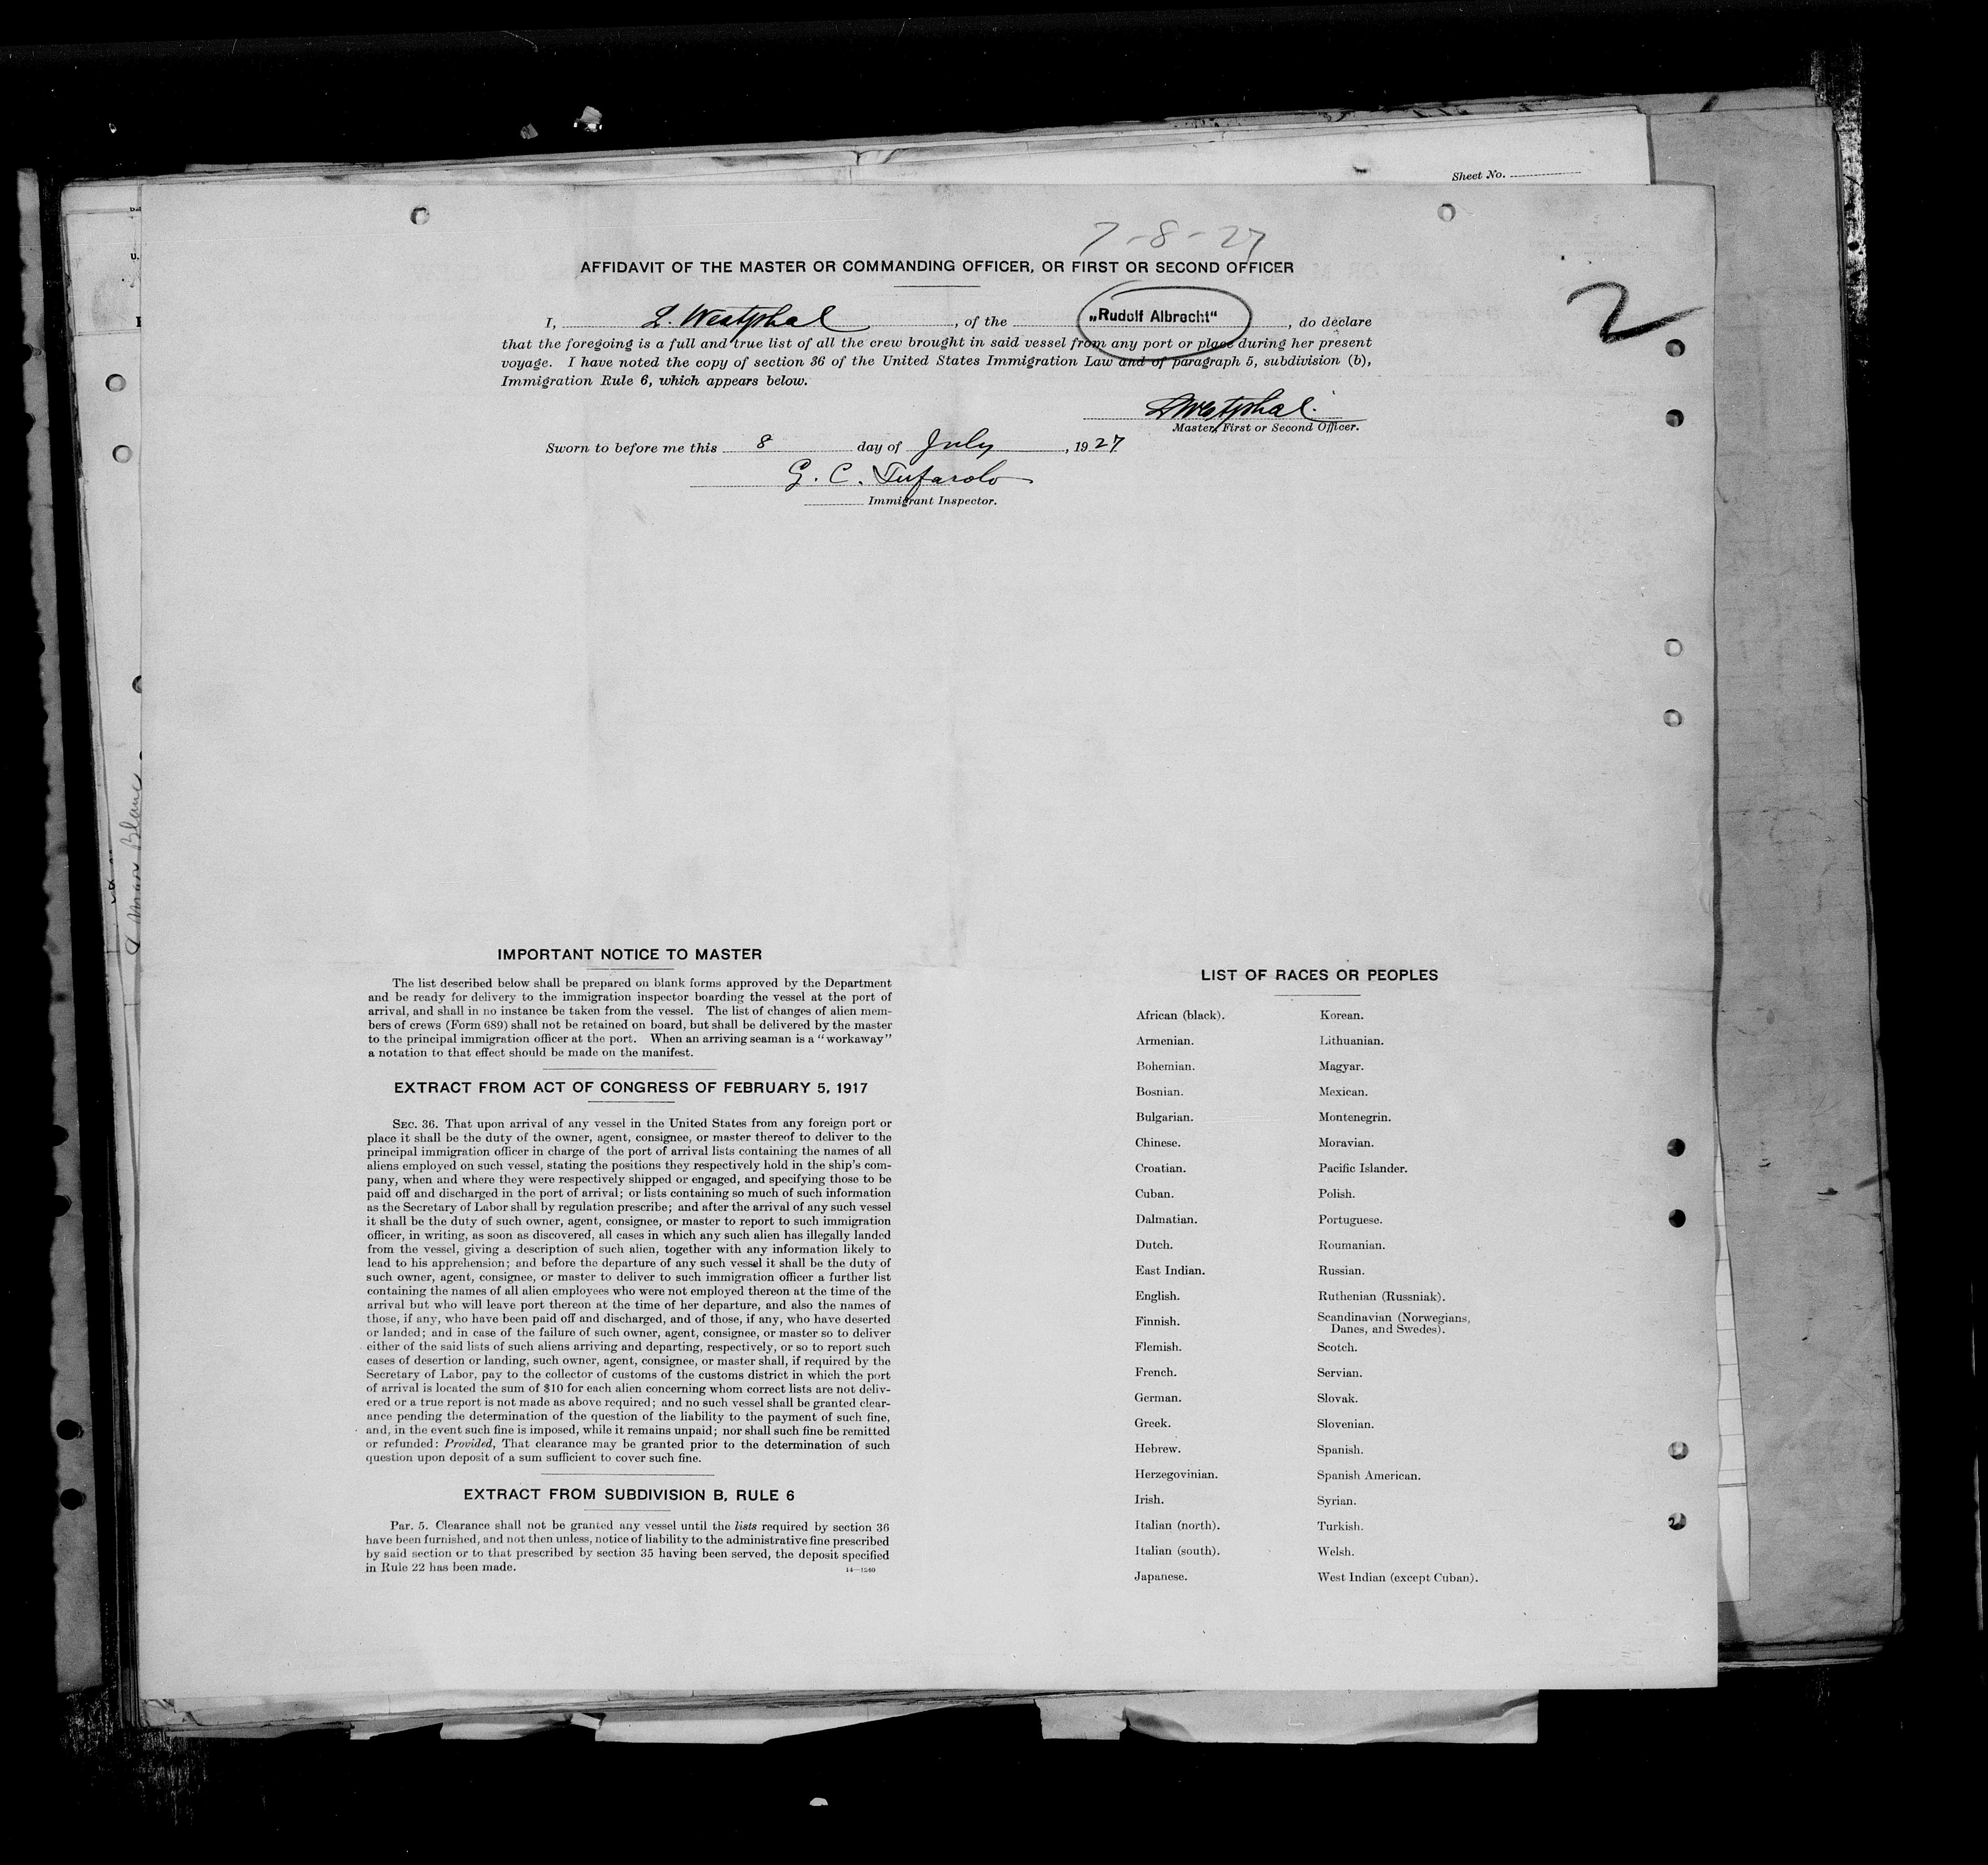 Sheet No.
7-8-27
AFFIDAVIT OF THE MASTER OR COMMANDING OFFICER, OR FIRST OR SECOND OFFICER
2
I, L. Westphal, of the „Rudolf Albrecht“, do declare
that the foregoing is a full and true list of all the crew brought in said vessel from any port or place during her present
voyage. I have noted the copy of section 36 of the United States Immigration Law and of paragraph 5, subdivision (b),
Immigration Rule 6, which appears below.
L Westphal.
Master, First or Second Officer.
Sworn to before me this 8 day of July, 1927
G. C. Tufarolo
Immigrant Inspector.
IMPORTANT NOTICE TO MASTER
The list described below shall be prepared on blank forms approved by the Department
and be ready for delivery to the immigration inspector boarding the vessel at the port of
arrival, and shall in no instance be taken from the vessel. The list of changes of alien mem-
bers of crews (Form 689) shall not be retained on board, but shall be delivered by the master
to the principal immigration officer at the port. When an arriving seaman is a "workaway"
a notation to that effect should be made on the manifest.
EXTRACT FROM ACT OF CONGRESS OF FEBRUARY 5, 1917
SEC. 36. That upon arrival of any vessel in the United States from any foreign port or
place it shall be the duty of the owner, agent, consignee, or master thereof to deliver to the
principal immigration officer in charge of the port of arrival lists containing the names of all
aliens employed on such vessel, stating the positions they respectively hold in the ship's com-
pany, when and where they were respectively shipped or engaged, and specifying those to be
paid off and discharged in the port of arrival; or lists containing so much of such information
as the Secretary of Labor shall by regulation prescribe; and after the arrival of any such vessel
it shall be the duty of such owner, agent, consignee, or master to report to such immigration
officer, in writing, as soon as discovered, all cases in which any such alien has illegally landed
from the vessel, giving a description of such alien, together with any information likely to
lead to his apprehension; and before the departure of any such vessel it shall be the duty of
such owner, agent, consignee, or master to deliver to such immigration officer a further list
containing the names of all alien employees who were not employed thereon at the time of the
arrival but who will leave port thereon at the time of her departure, and also the names of
those, if any, who have been paid off and discharged, and of those, if any, who have deserted
or landed; and in case of the failure of such owner, agent, consignee, or master so to deliver
either of the said lists of such aliens arriving and departing, respectively, or so to report such
cases of desertion or landing, such owner, agent, consignee, or master shall, if required by the
Secretary of Labor, pay to the collector of customs of the customs district in which the port
of arrival is located the sum of $10 for each alien concerning whom correct lists are not deliv-
ered or a true report is not made as above required; and no such vessel shall be granted clear-
ance pending the determination of the question of the liability to the payment of such fine,
and, in the event such fine is imposed, while it remains unpaid; nor shall such fine be remitted
or refunded: Provided, That clearance may be granted prior to the determination of such
question upon deposit of a sum sufficient to cover such fine.
EXTRACT FROM SUBDIVISION B, RULE 6
Par. 5. Clearance shall not be granted any vessel until the lists required by section 36
have been furnished, and not then unless, notice of liability to the administrative fine prescribed
by said section or to that prescribed by section 35 having been served, the deposit specified
in Rule 22 has been made.
14-1240
LIST OF RACES OR PEOPLES
African (black). Korean.
Armenian. Lithuanian.
Bohemian. Magyar.
Bosnian. Mexican.
Bulgarian. Montenegrin.
Chinese. Moravian.
Croatian. Pacific Islander.
Cuban. Polish.
Dalmatian. Portuguese.
Dutch. Roumanian.
East Indian. Russian.
English. Ruthenian (Russniak).
Finnish. Scandinavian (Norwegians,
Danes, and Swedes).
Flemish. Scotch.
French. Servian.
German. Slovak.
Greek. Slovenian.
Hebrew. Spanish.
Herzegovinian. Spanish American.
Irish. Syrian.
Italian (north). Turkish.
Italian (south). Welsh.
Japanese. West Indian (except Cuban).